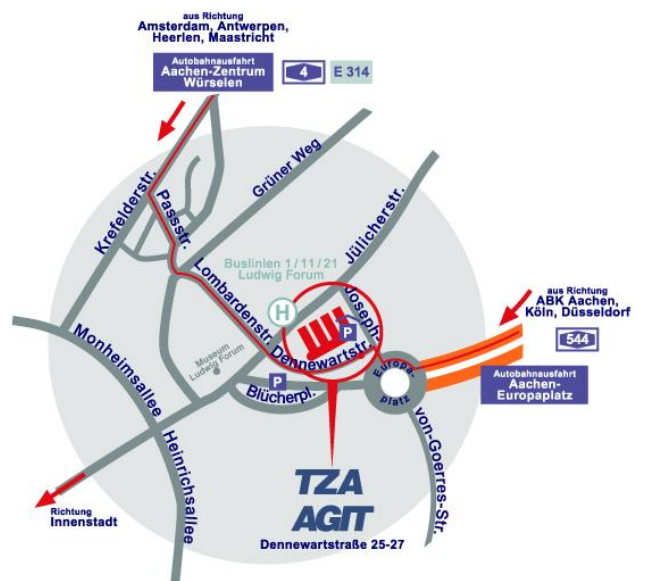 aus Richtung
Amsterdam, Antwerpen,
Heerlen, Maastricht
Autobahnausfahrt
Aachen-Zentrum
Würselen
4
E 314
Krefelderstr.
Passstr.
Grüner Weg
Jülicherstr.
Buslinien 1 / 11 / 21
Ludwig Forum
H
Lombardenstr.
Joseph.
P
aus Richtung
ABK Aachen,
Köln, Düsseldorf
544
Autobahnausfahrt
Aachen-
Europaplatz
Monheimsallee
Museum
Ludwig Forum
Dennewartstr.
P
Blücherpl.
Europa-
platz
von-Goerres-Str.
Heinrichsallee
Richtung
Innenstadt
TZA
AGIT
Dennewartstraße 25-27